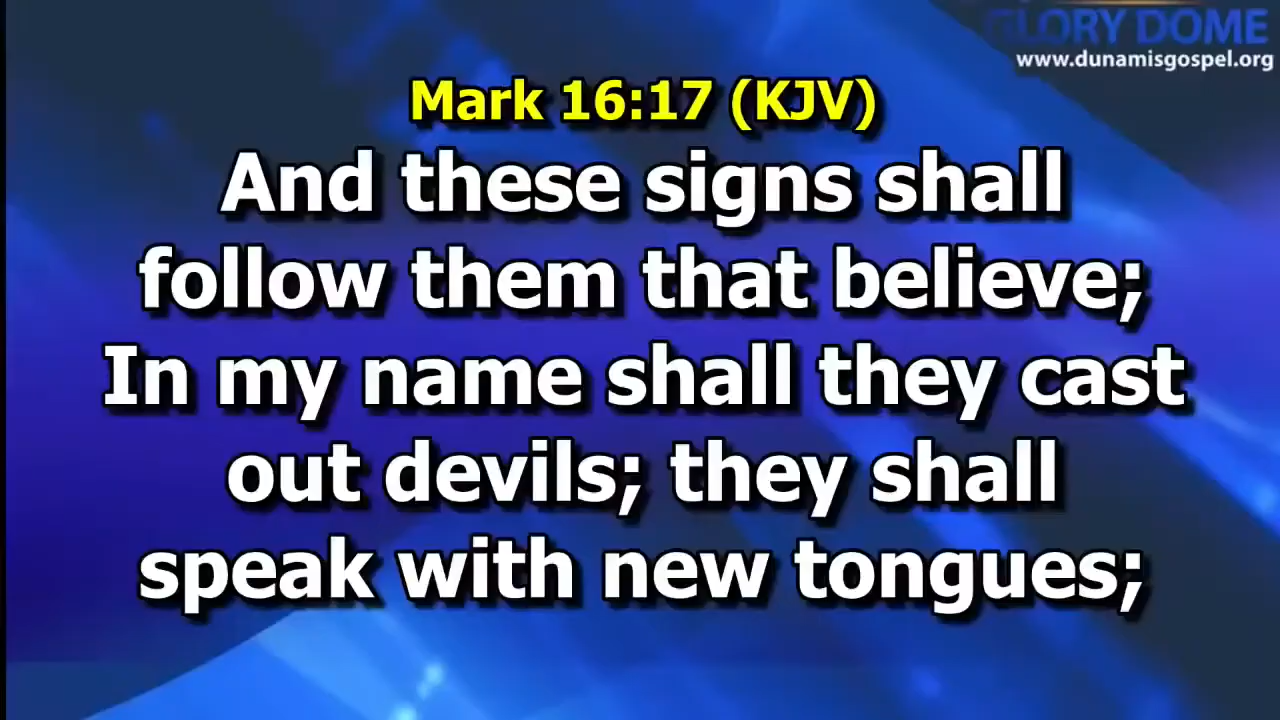 GLORY DOME
www.dunamisgospel.org
Mark 16:17 (KJV)
And these signs shall
follow them that believe;
In my name shall they cast
out devils; they shall
speak with new tongues;